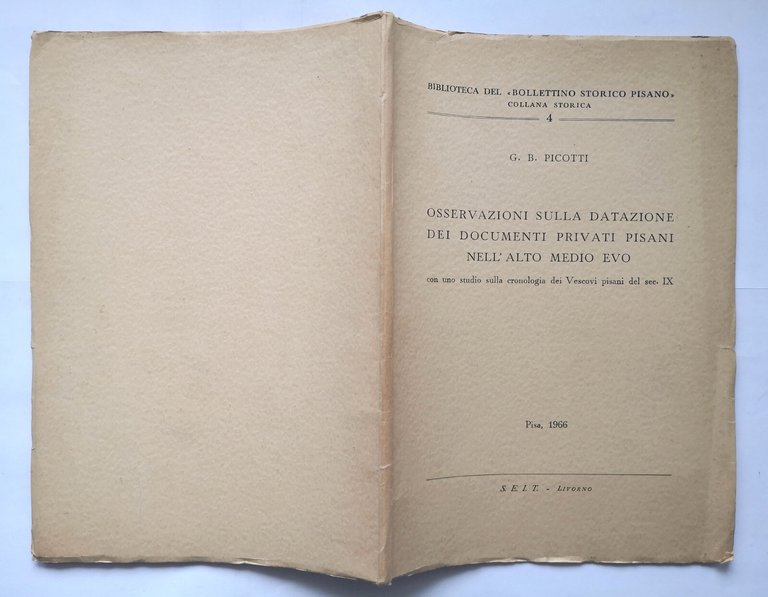 BIBLIOTECA DEL «BOLLETTINO STORICO PISANO»
COLLANA STORICA
4
G. B. PICOTTI
OSSERVAZIONI SULLA DATAZIONE
DEI DOCUMENTI PRIVATI PISANI
NELL'ALTO MEDIO EVO
con uno studio sulla cronologia dei Vescovi pisani del sec. IX
Pisa, 1966
S. E. I. T. - LIVORNO